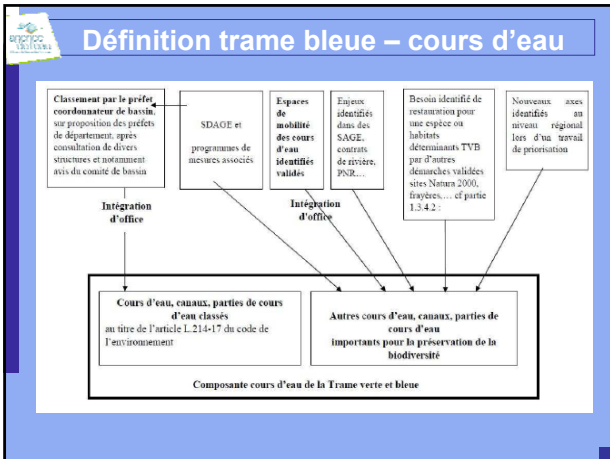 Définition trame bleue – cours d'eau
Classement par le préfet
coordonnateur de bassin,
sur proposition des préfets
de département, après
consultation de divers
structures et notamment
avis du comité de bassin
SDAGE et
programmes de
mesures associés
Espaces
de
mobilité
des cours
d'eau
identifiés
validés
Enjeux
identifiés
dans des
SAGE,
contrats
de rivière,
PNR....
Besoin identifié de
restauration pour
une espèce ou
habitats
déterminants TVB
par d'autres
démarches validées
sites Natura 2000,
frayères,… cf partie
1.3.4.2 :
Nouveaux axes
identifiés au
niveau régional
lors d'un travail
de priorisation
Intégration
d'office
Intégration
d'office
Cours d'eau, canaux, parties de cours
d'eau classés
au titre de l'article L.214-17 du code de
l'environnement
Autres cours d'eau, canaux, parties de
cours d'eau
importants pour la préservation de la
biodiversité
Composante cours d'eau de la Trame verte et bleue